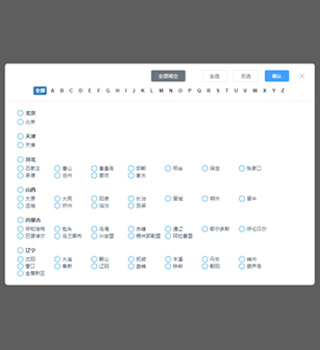 全部清空 全选 反选 确认
全部 A B C D E F G H I J K L M N O P Q R S T U V W X Y Z
北京
北京
天津
天津
河北
石家庄 唐山 秦皇岛 邯郸 邢台 保定 张家口
承德 沧州 廊坊 衡水
山西
太原 大同 阳泉 长治 晋城 朔州 晋中
运城 忻州 临汾 吕梁
内蒙古
呼和浩特 包头 乌海 赤峰 通辽 鄂尔多斯 呼伦贝尔
巴彦淖尔 乌兰察布 兴安盟 锡林郭勒盟 阿拉善盟
辽宁
沈阳 大连 鞍山 抚顺 本溪 丹东 锦州
营口 阜新 辽阳 盘锦 铁岭 朝阳 葫芦岛
金普新区